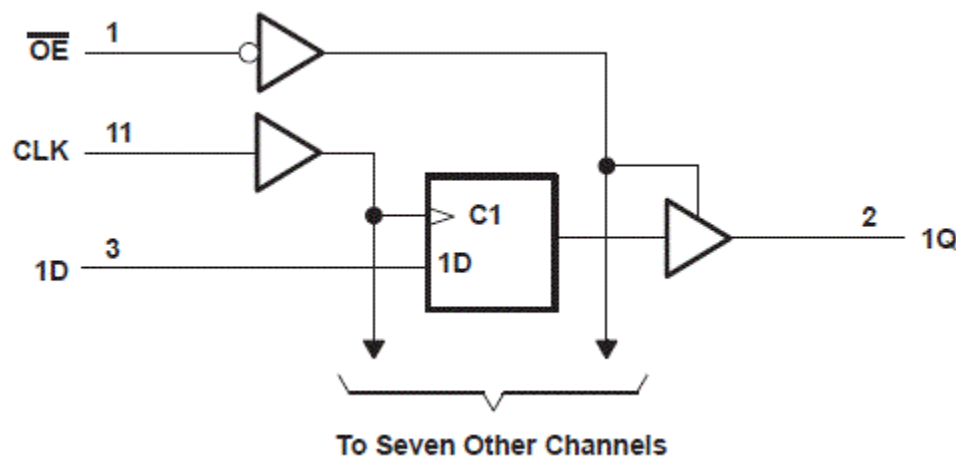 OE 1
CLK 11
C1
1D 3 1D
2 1Q
To Seven Other Channels